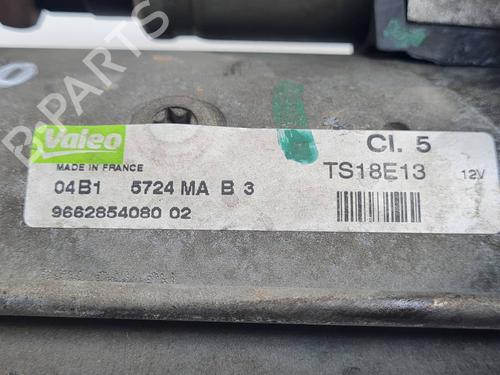 B-PARTS
Valeo
MADE IN FRANCE
04B1 5724 MA B 3
9662854080 02
Cl. 5
TS18E13 12V